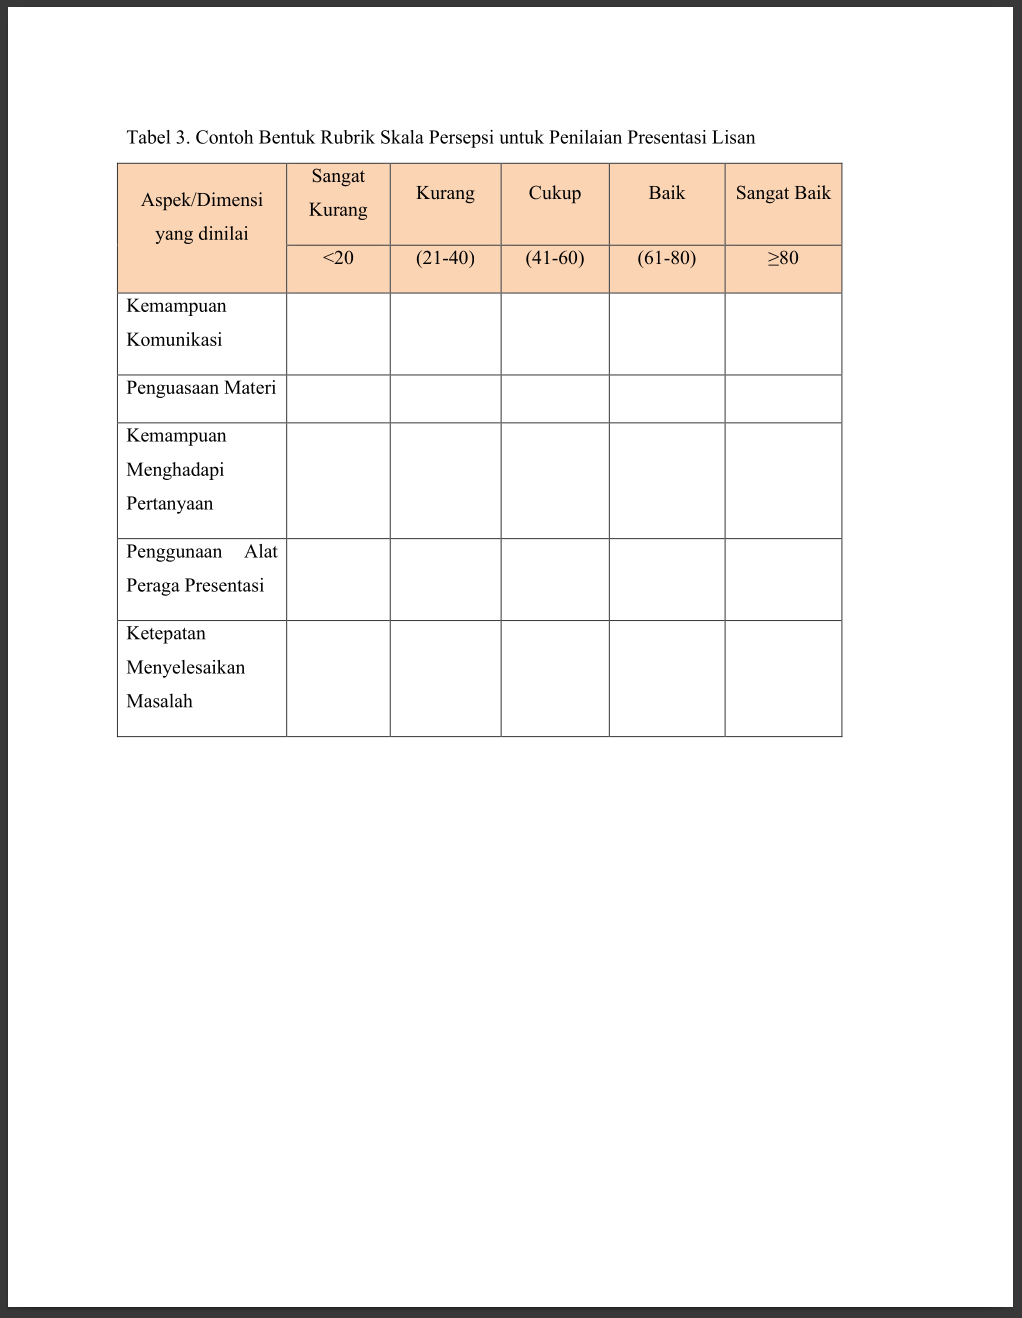 Tabel 3. Contoh Bentuk Rubrik Skala Persepsi untuk Penilaian Presentasi Lisan
Aspek/Dimensi
yang dinilai
Sangat
Kurang
Kurang
Cukup
Baik
Sangat Baik
<20
(21-40)
(41-60)
(61-80)
≥80
Kemampuan
Komunikasi
Penguasaan Materi
Kemampuan
Menghadapi
Pertanyaan
Penggunaan Alat
Peraga Presentasi
Ketepatan
Menyelesaikan
Masalah